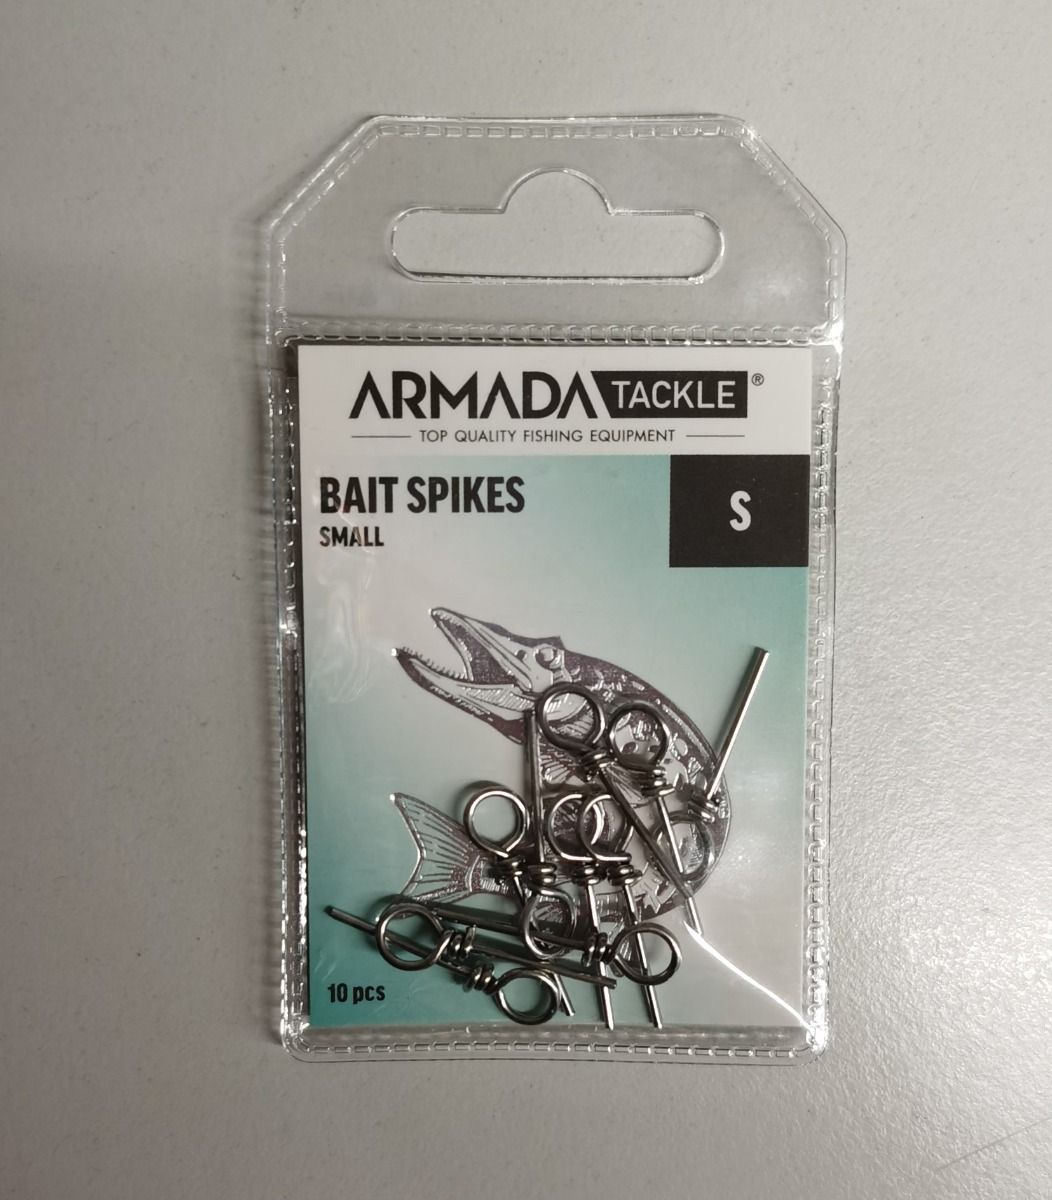 ARMADA TACKLE®
TOP QUALITY FISHING EQUIPMENT
BAIT SPIKES
SMALL
S
10 pcs